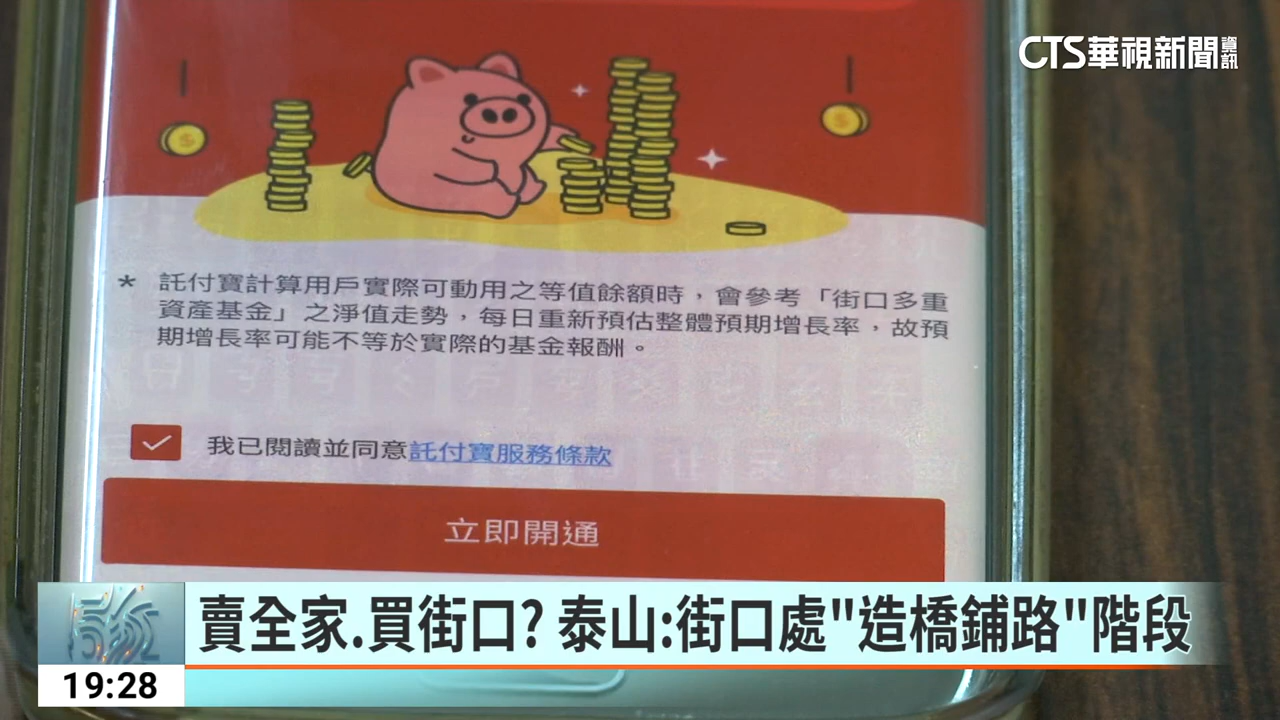 CTS華視新聞資訊
* 託付寶計算用戶實際可動用之等值餘額時，會參考「街口多重
資產基金」之淨值走勢，每日重新預估整體預期增長率，故預
期增長率可能不等於實際的基金報酬。
我已閱讀並同意託付寶服務條款
立即開通
賣全家.買街口? 泰山:街口處"造橋鋪路"階段
19:28